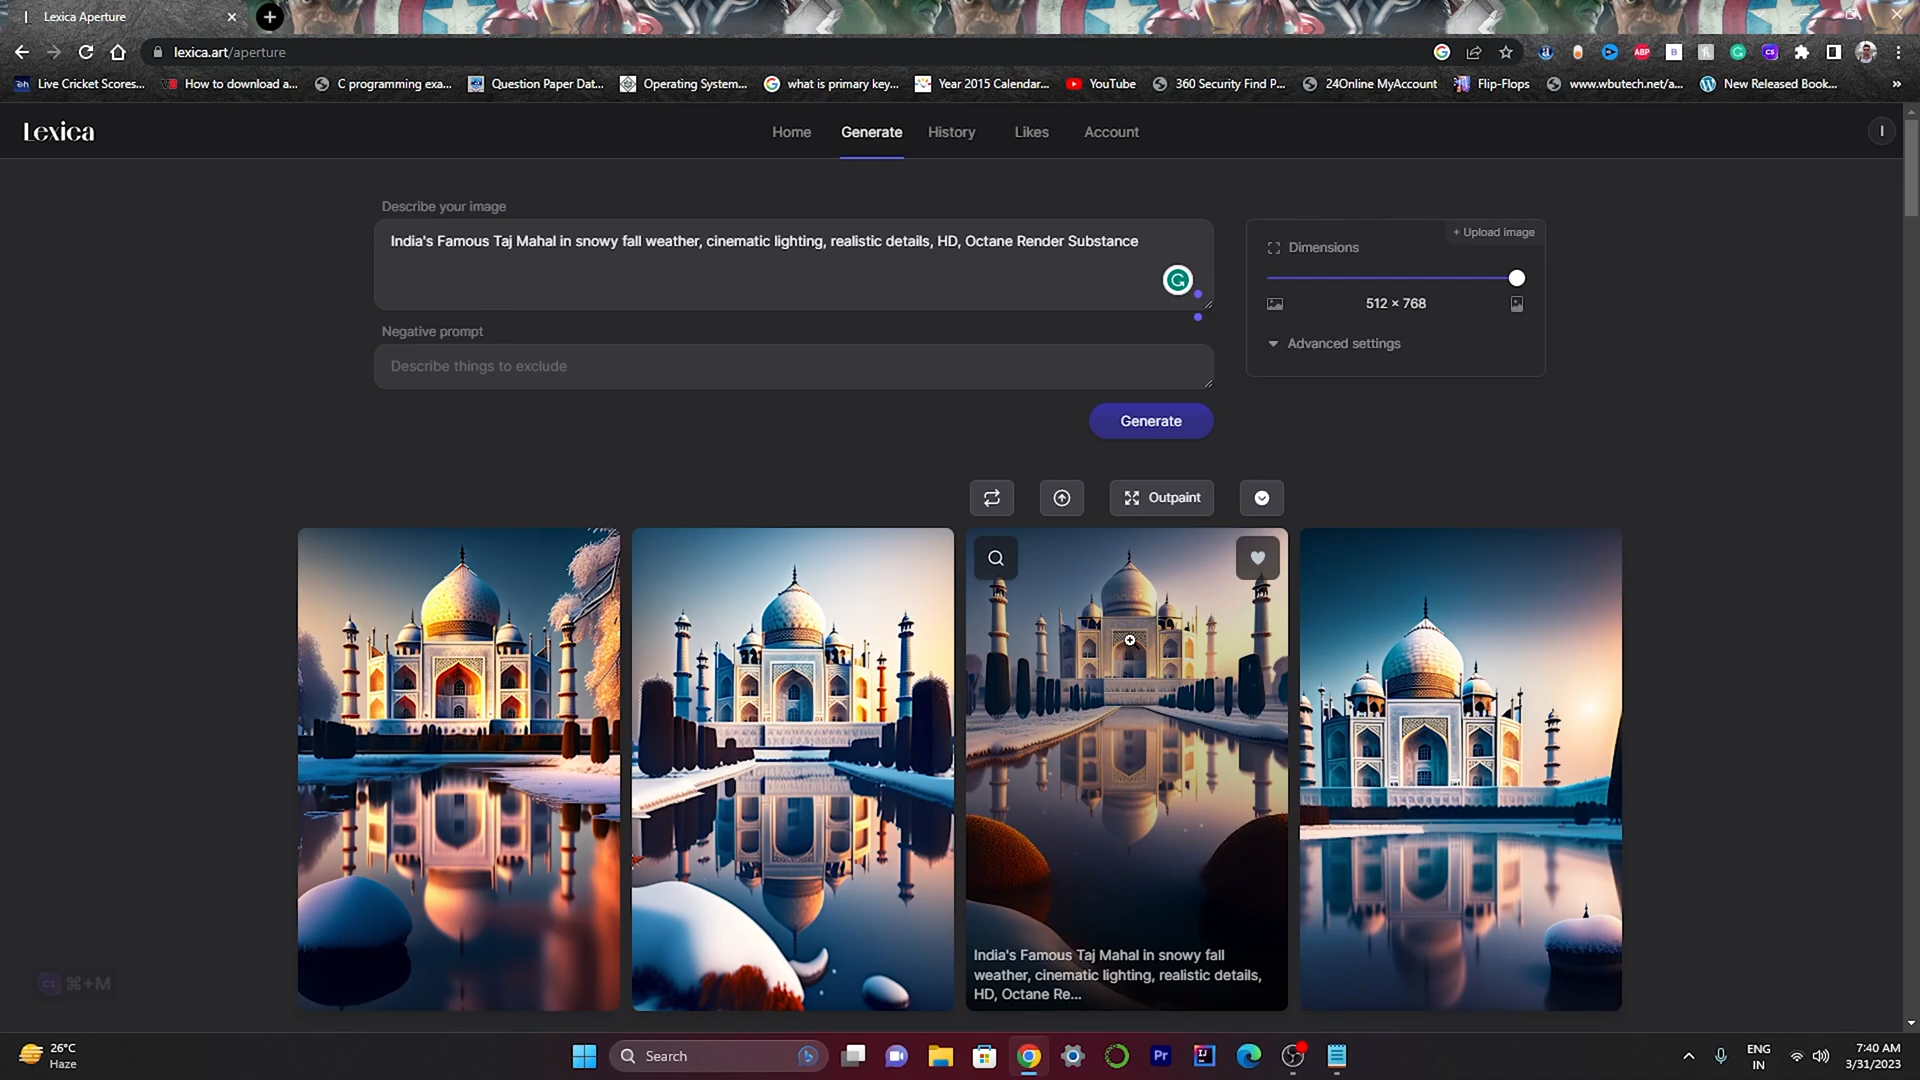 Lexica Aperture
lexica.art/aperture
Live Cricket Scores...
How to download a...
C programming exa...
Question Paper Dat...
Operating System...
what is primary key...
Year 2015 Calendar...
YouTube
360 Security Find P...
24Online MyAccount
Flip-Flops
www.wbutech.net/a...
New Released Book...
»
Lexica
Home
Generate
History
Likes
Account
I
Describe your image
India's Famous Taj Mahal in snowy fall weather, cinematic lighting, realistic details, HD, Octane Render Substance
+ Upload image
Dimensions
512 × 768
Advanced settings
Negative prompt
Describe things to exclude
Generate
Outpaint
India's Famous Taj Mahal in snowy fall
weather, cinematic lighting, realistic details,
HD, Octane Re...
CS ⌘+M
26°C
Haze
Search
Pr
ENG
IN
7:40 AM
3/31/2023